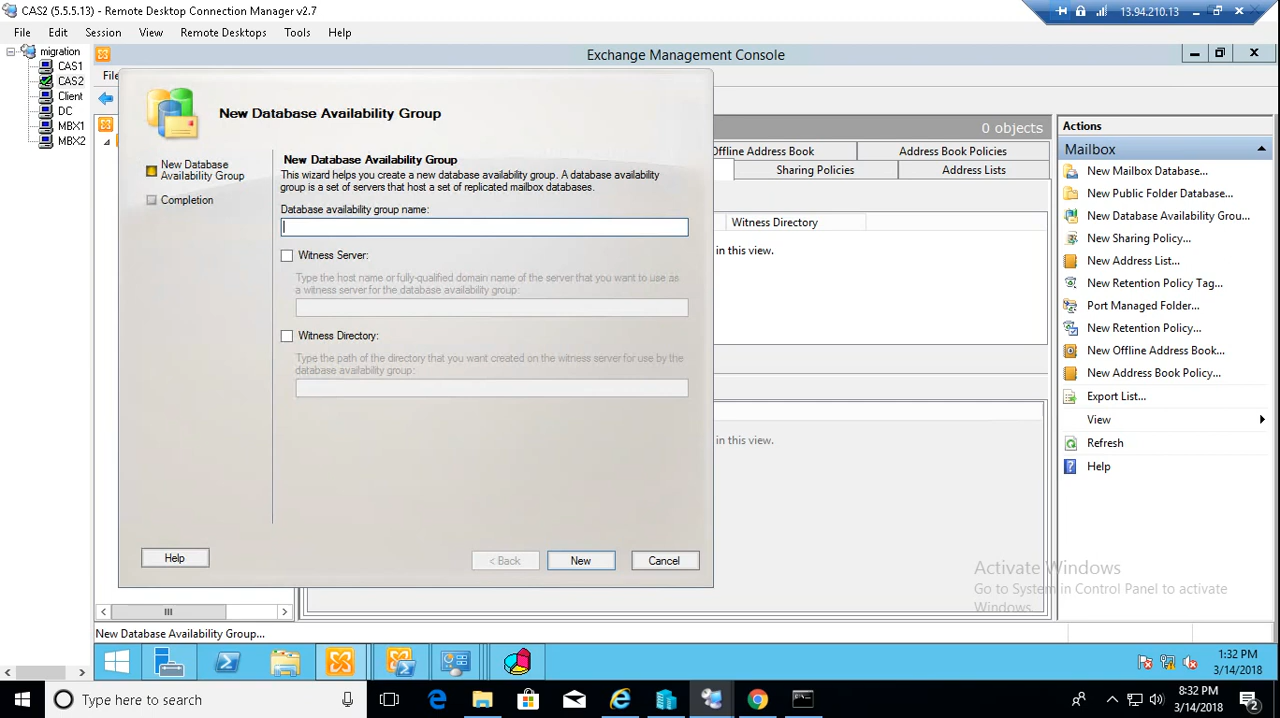 CAS2 (5.5.5.13) - Remote Desktop Connection Manager v2.7
13.94.210.13
File Edit Session View Remote Desktops Tools Help
migration
CAS1
CAS2
Client
DC
MBX1
MBX2
Exchange Management Console
File
New Database Availability Group
New Database
Availability Group
Completion
New Database Availability Group
This wizard helps you create a new database availability group. A database availability
group is a set of servers that host a set of replicated mailbox databases.
Database availability group name:
Witness Server:
Type the host name or fully-qualified domain name of the server that you want to use as
a witness server for the database availability group:
Witness Directory:
Type the path of the directory that you want created on the witness server for use by the
database availability group:
Help
< Back
New
Cancel
0 objects
Offline Address Book
Address Book Policies
Sharing Policies
Address Lists
Witness Directory
in this view.
in this view.
Actions
Mailbox
New Mailbox Database...
New Public Folder Database...
New Database Availability Grou...
New Sharing Policy...
New Address List...
New Retention Policy Tag...
Port Managed Folder...
New Retention Policy...
New Offline Address Book...
New Address Book Policy...
Export List...
View
Refresh
Help
Activate Windows
Go to System in Control Panel to activate
Windows.
New Database Availability Group...
1:32 PM
3/14/2018
Type here to search
8:32 PM
3/14/2018
2